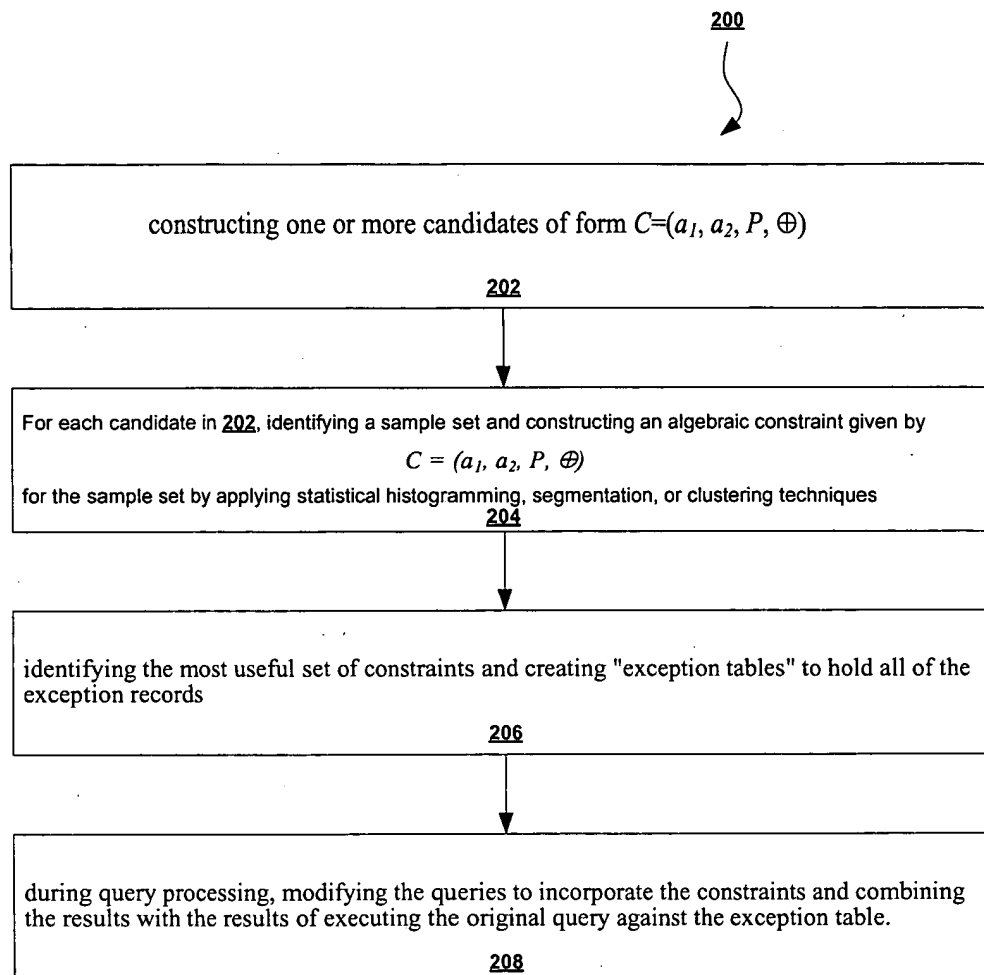 200
constructing one or more candidates of form C=(a₁, a₂, P, ⊕)
202
For each candidate in 202, identifying a sample set and constructing an algebraic constraint given by
C = (a₁, a₂, P, ⊕)
for the sample set by applying statistical histogramming, segmentation, or clustering techniques
204
identifying the most useful set of constraints and creating "exception tables" to hold all of the
exception records
206
during query processing, modifying the queries to incorporate the constraints and combining
the results with the results of executing the original query against the exception table.
208